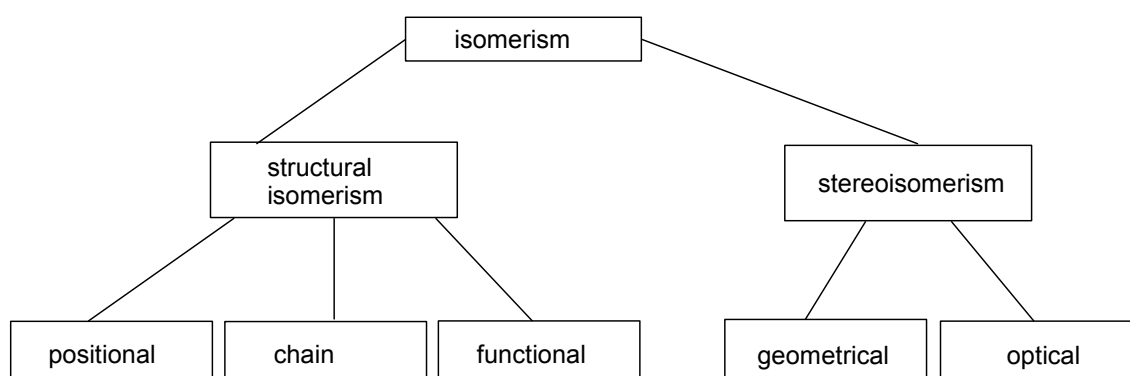 isomerism
structural
isomerism
stereoisomerism
positional
chain
functional
geometrical
optical